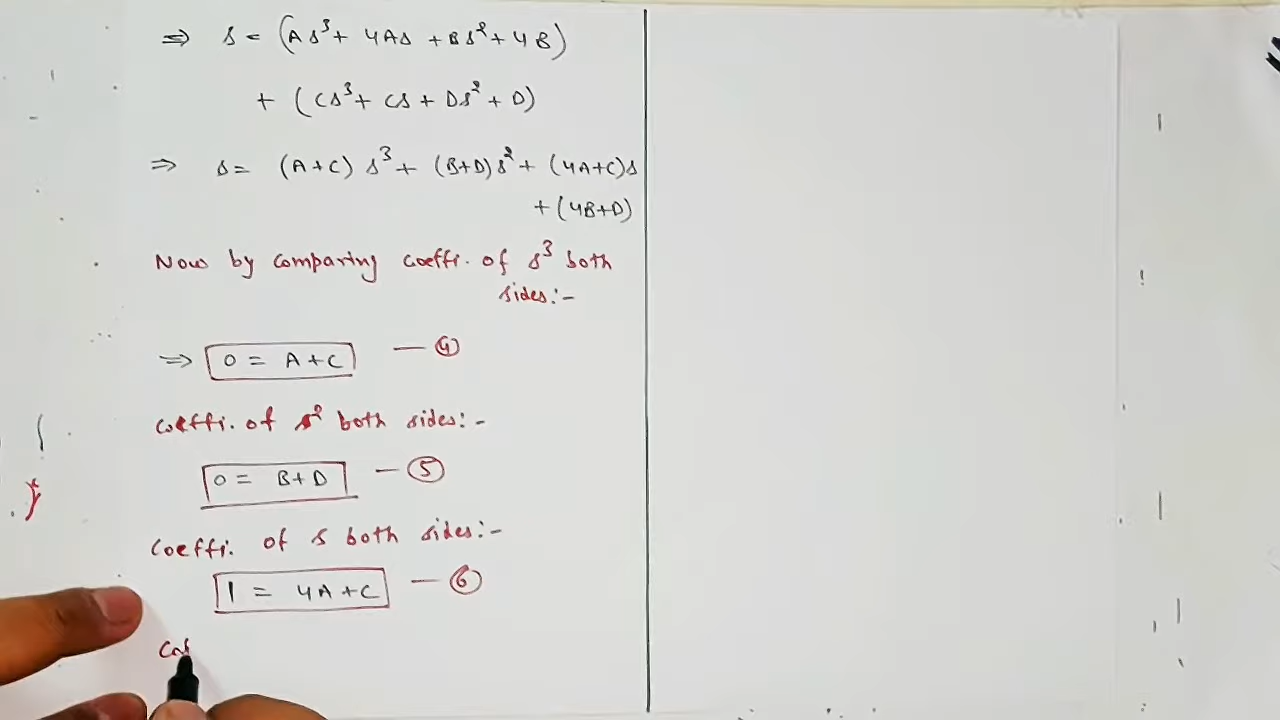 ⇒ s = (As³ + 4As + Bs² + 4B)
+ (Cs³ + Cs + Ds² + D)
⇒ s = (A+C) s³ + (B+D)s² + (4A+C)s
+ (4B+D)
Now by comparing coeffi. of s³ both
sides:-
⇒ 0 = A+C — ④
coeffi. of s² both sides:-
0 = B+D — ⑤
coeffi. of s both sides:-
1 = 4A+C — ⑥